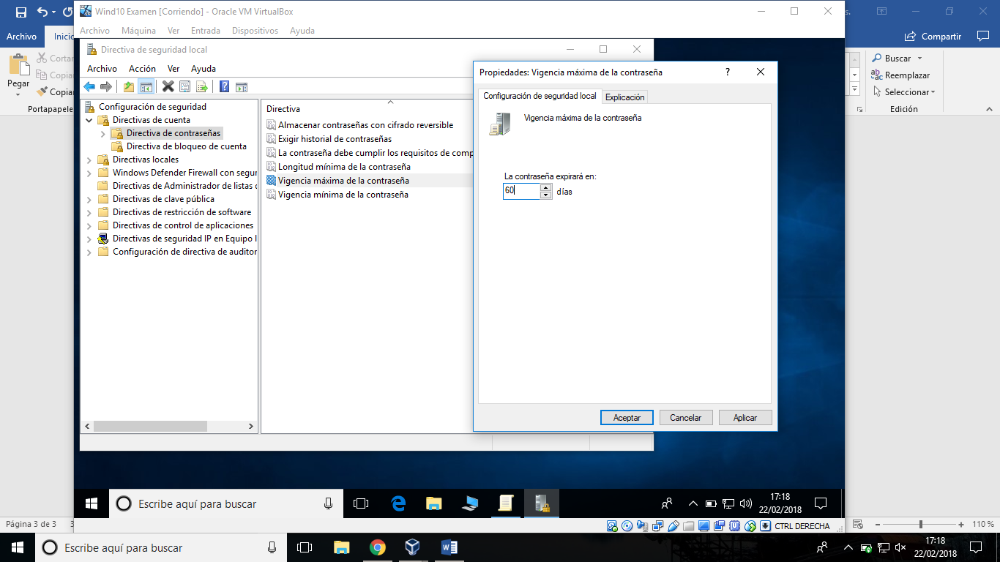 Wind10 Examen [Corriendo] - Oracle VM VirtualBox
Archivo Máquina Ver Entrada Dispositivos Ayuda
Archivo Inicio
s.
Compartir
Cortar
Copiar
Copiar
Pegar
Portapapeles
Buscar
Reemplazar
Seleccionar
Edición
Directiva de seguridad local
Archivo Acción Ver Ayuda
Configuración de seguridad
Directivas de cuenta
Directiva de contraseñas
Directiva de bloqueo de cuenta
Directivas locales
Windows Defender Firewall con segur
Directivas de Administrador de listas d
Directivas de clave pública
Directivas de restricción de software
Directivas de control de aplicaciones
Directivas de seguridad IP en Equipo l
Configuración de directiva de auditor
Directiva
Almacenar contraseñas con cifrado reversible
Exigir historial de contraseñas
La contraseña debe cumplir los requisitos de comp
Longitud mínima de la contraseña
Vigencia máxima de la contraseña
Vigencia mínima de la contraseña
Propiedades: Vigencia máxima de la contraseña
?
Configuración de seguridad local Explicación
Vigencia máxima de la contraseña
La contraseña expirará en:
60 días
Aceptar Cancelar Aplicar
Escribe aquí para buscar
17:18
22/02/2018
CTRL DERECHA
Página 3 de 3 3
110 %
Escribe aquí para buscar
17:18
22/02/2018